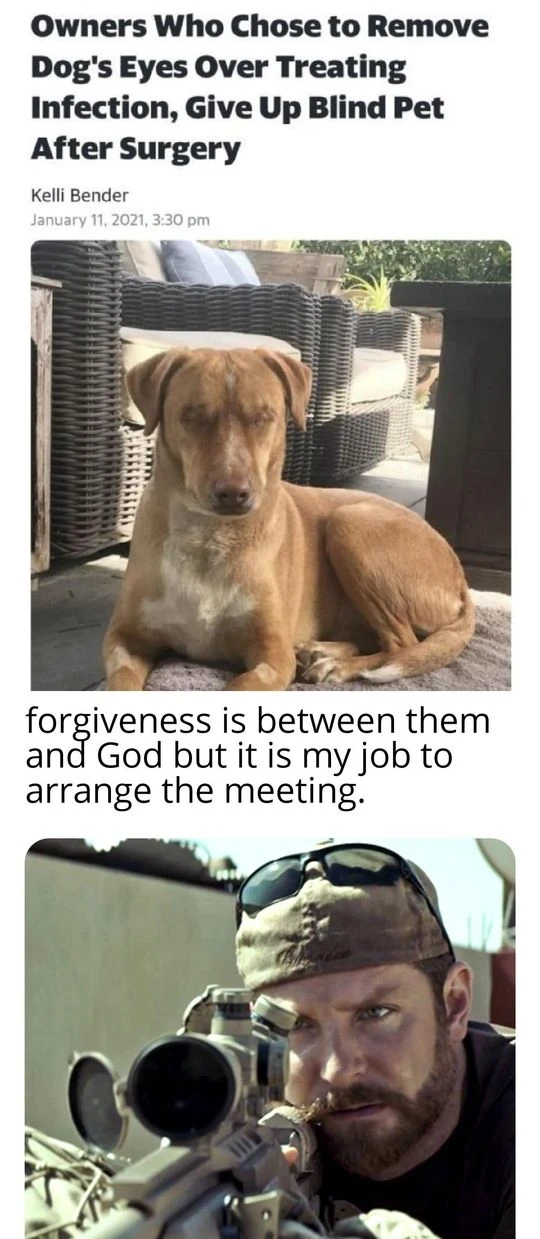 Owners Who Chose to Remove
Dog's Eyes Over Treating
Infection, Give Up Blind Pet
After Surgery
Kelli Bender
January 11, 2021, 3:30 pm
forgiveness is between them
and God but it is my job to
arrange the meeting.